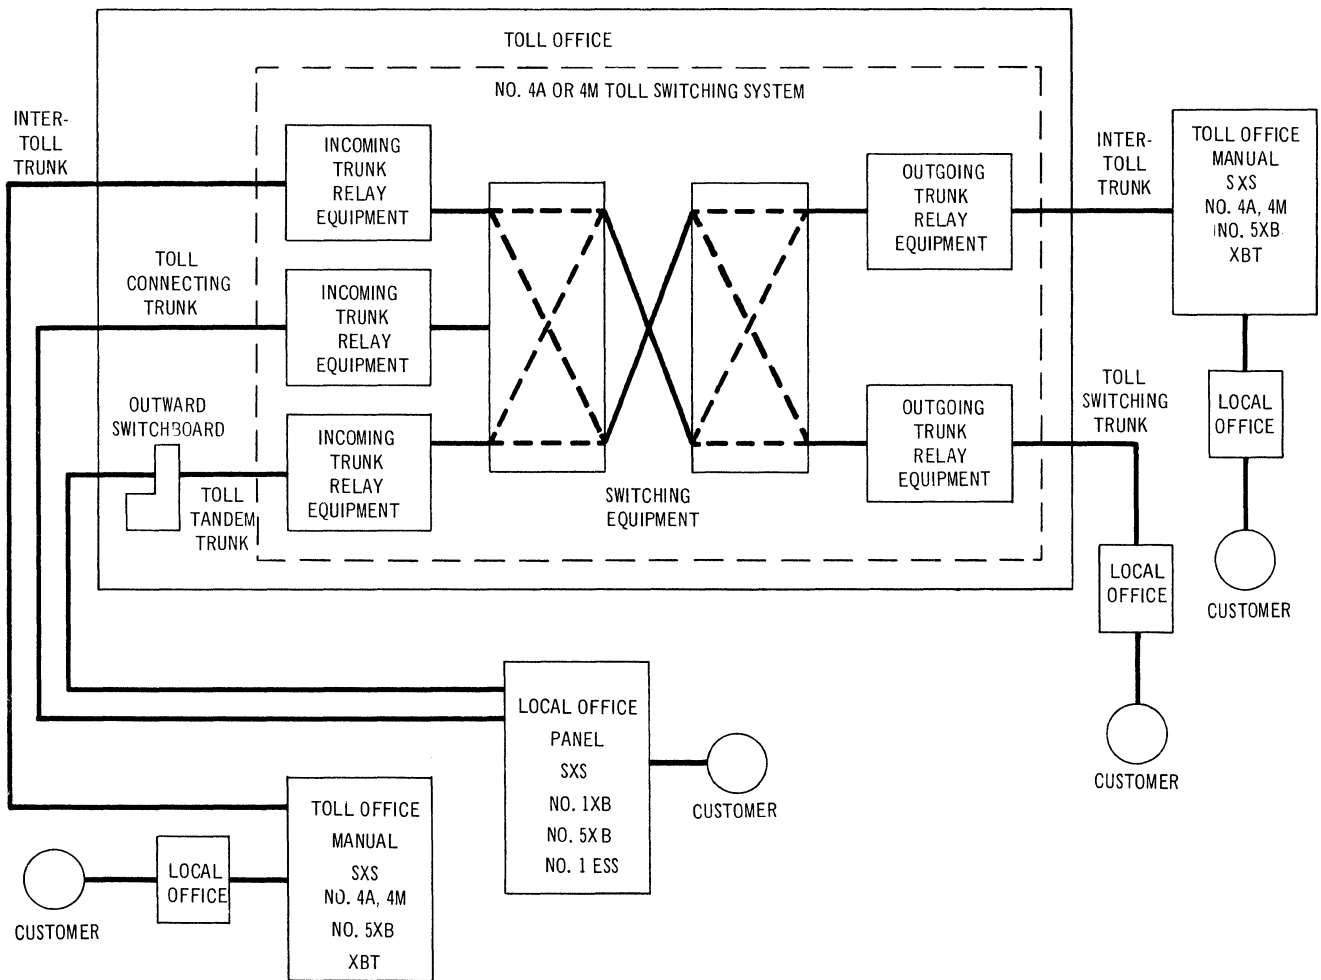 TOLL OFFICE
NO. 4A OR 4M TOLL SWITCHING SYSTEM
INTER-
TOLL
TRUNK
INCOMING
TRUNK
RELAY
EQUIPMENT
OUTGOING
TRUNK
RELAY
EQUIPMENT
INTER-
TOLL
TRUNK
TOLL OFFICE
MANUAL
SXS
NO. 4A, 4M
NO. 5XB
XBT
TOLL
CONNECTING
TRUNK
INCOMING
TRUNK
RELAY
EQUIPMENT
OUTWARD
SWITCHBOARD
INCOMING
TRUNK
RELAY
EQUIPMENT
TOLL
TANDEM
TRUNK
SWITCHING
EQUIPMENT
OUTGOING
TRUNK
RELAY
EQUIPMENT
TOLL
SWITCHING
TRUNK
LOCAL
OFFICE
CUSTOMER
LOCAL
OFFICE
CUSTOMER
LOCAL OFFICE
PANEL
SXS
NO. 1XB
NO. 5XB
NO. 1 ESS
CUSTOMER
TOLL OFFICE
MANUAL
SXS
NO. 4A, 4M
NO. 5XB
XBT
LOCAL
OFFICE
CUSTOMER